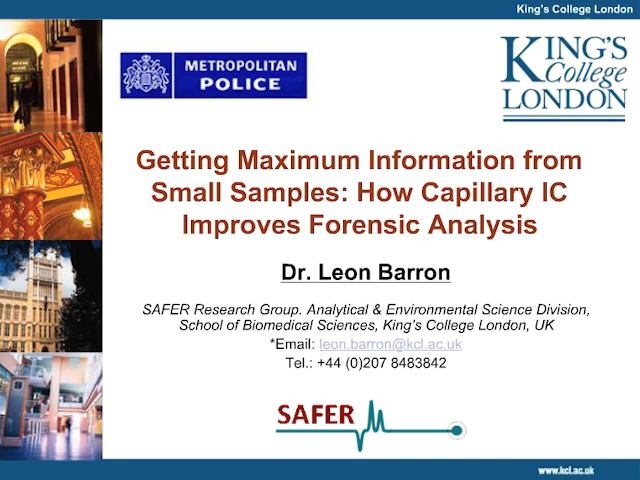 King's College London
METROPOLITAN
POLICE
KING'S
College
LONDON
Getting Maximum Information from
Small Samples: How Capillary IC
Improves Forensic Analysis
Dr. Leon Barron
SAFER Research Group. Analytical & Environmental Science Division,
School of Biomedical Sciences, King's College London, UK
*Email: leon.barron@kcl.ac.uk
Tel.: +44 (0)207 8483842
SAFER
www.kcl.ac.uk